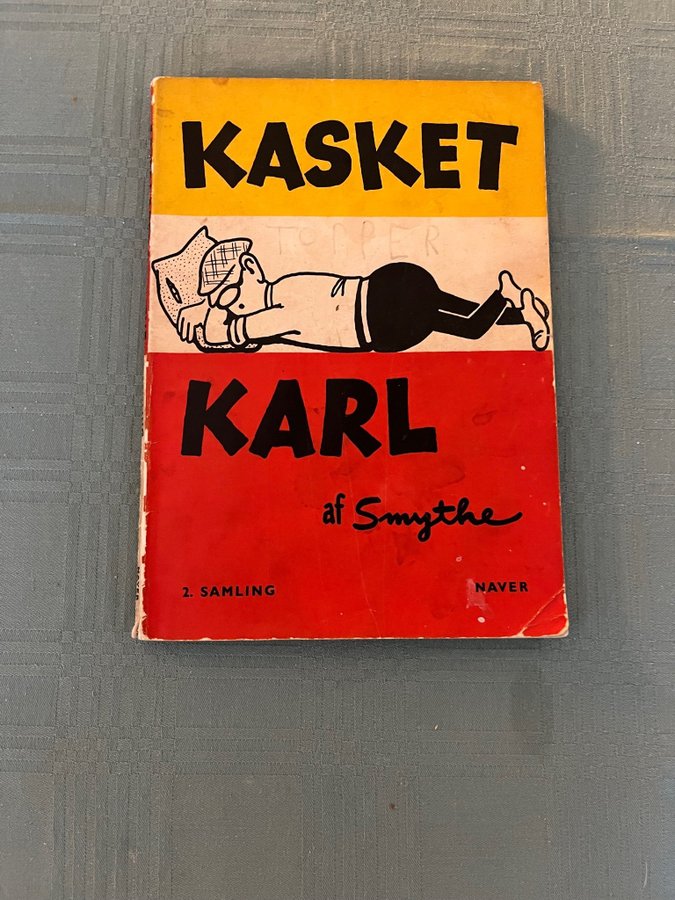 KASKET
TOPPER
KARL
af Smythe
2. SAMLING NAVER